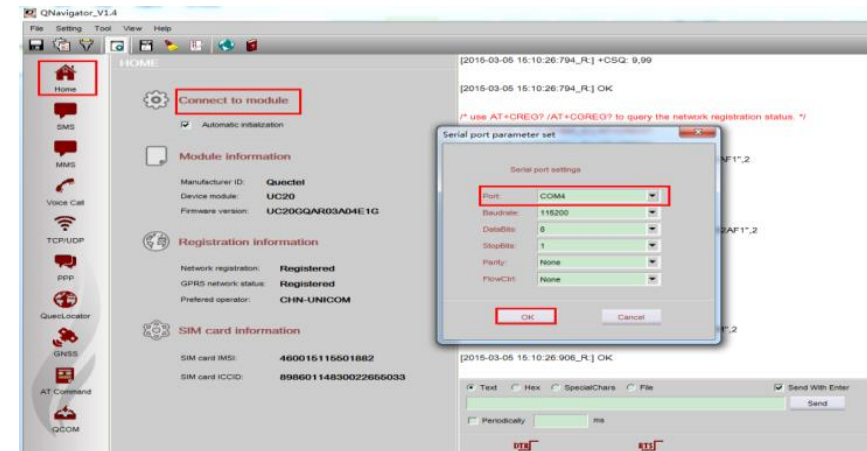 QNavigator_V1.4
File Setting Tool View Help
Home
SMS
MMS
Voice Call
TCP/UDP
PPP
QuecLocator
GNSS
AT Command
QCOM
HOME
Connect to module
Automatic initialization
Module information
Manufacturer ID: Quectel
Device module: UC20
Firmware version: UC20GQAR03A04E1G
Registration information
Network registration: Registered
GPRS network status: Registered
Prefered operator: CHN-UNICOM
SIM card information
SIM card IMSI: 460015115501882
SIM card ICCID: 89860114830022655033
[2015-03-05 15:10:26:794_R:] +CSQ: 9,99
[2015-03-05 15:10:26:794_R:] OK
/* use AT+CREG? /AT+CGREG? to query the network registration status. */
AF1",2
2AF1",2
",2
[2015-03-05 15:10:26:906_R:] OK
Serial port parameter set
Serial port settings
Port: COM4
Baudrate: 115200
DataBits: 8
StopBits: 1
Parity: None
FlowCtrl: None
OK Cancel
Text Hex SpecialChars File Send With Enter
Send
Periodically ms
DTR RTS